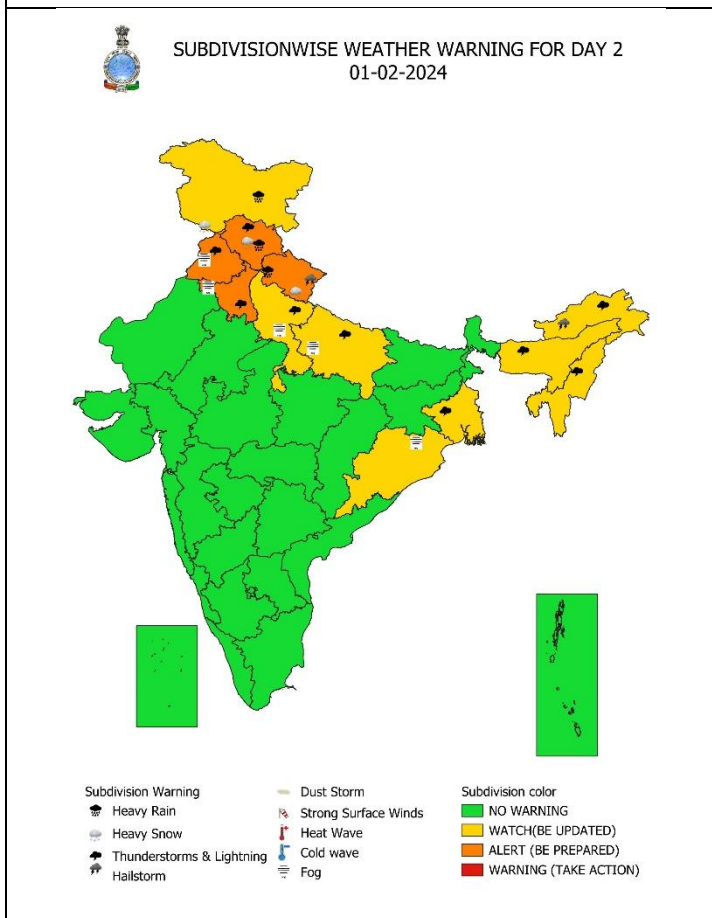 SUBDIVISIONWISE WEATHER WARNING FOR DAY 2
01-02-2024
Subdivision Warning
Heavy Rain
Heavy Snow
Thunderstorms & Lightning
Hailstorm
Dust Storm
Strong Surface Winds
Heat Wave
Cold wave
Fog
Subdivision color
NO WARNING
WATCH(BE UPDATED)
ALERT (BE PREPARED)
WARNING (TAKE ACTION)